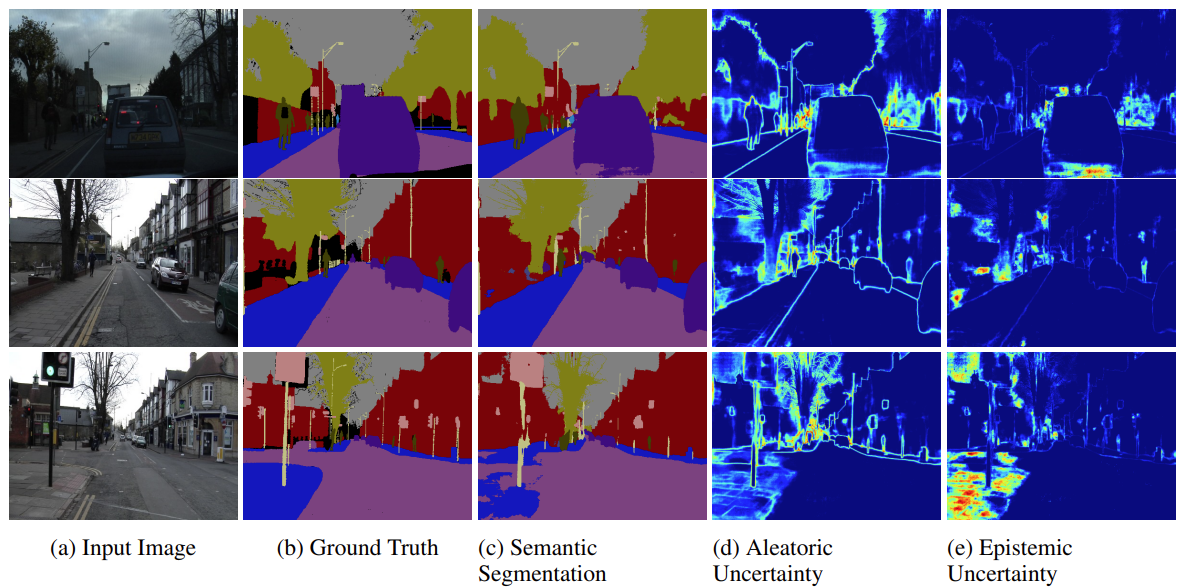 (a) Input Image
(b) Ground Truth
(c) Semantic
Segmentation
(d) Aleatoric
Uncertainty
(e) Epistemic
Uncertainty